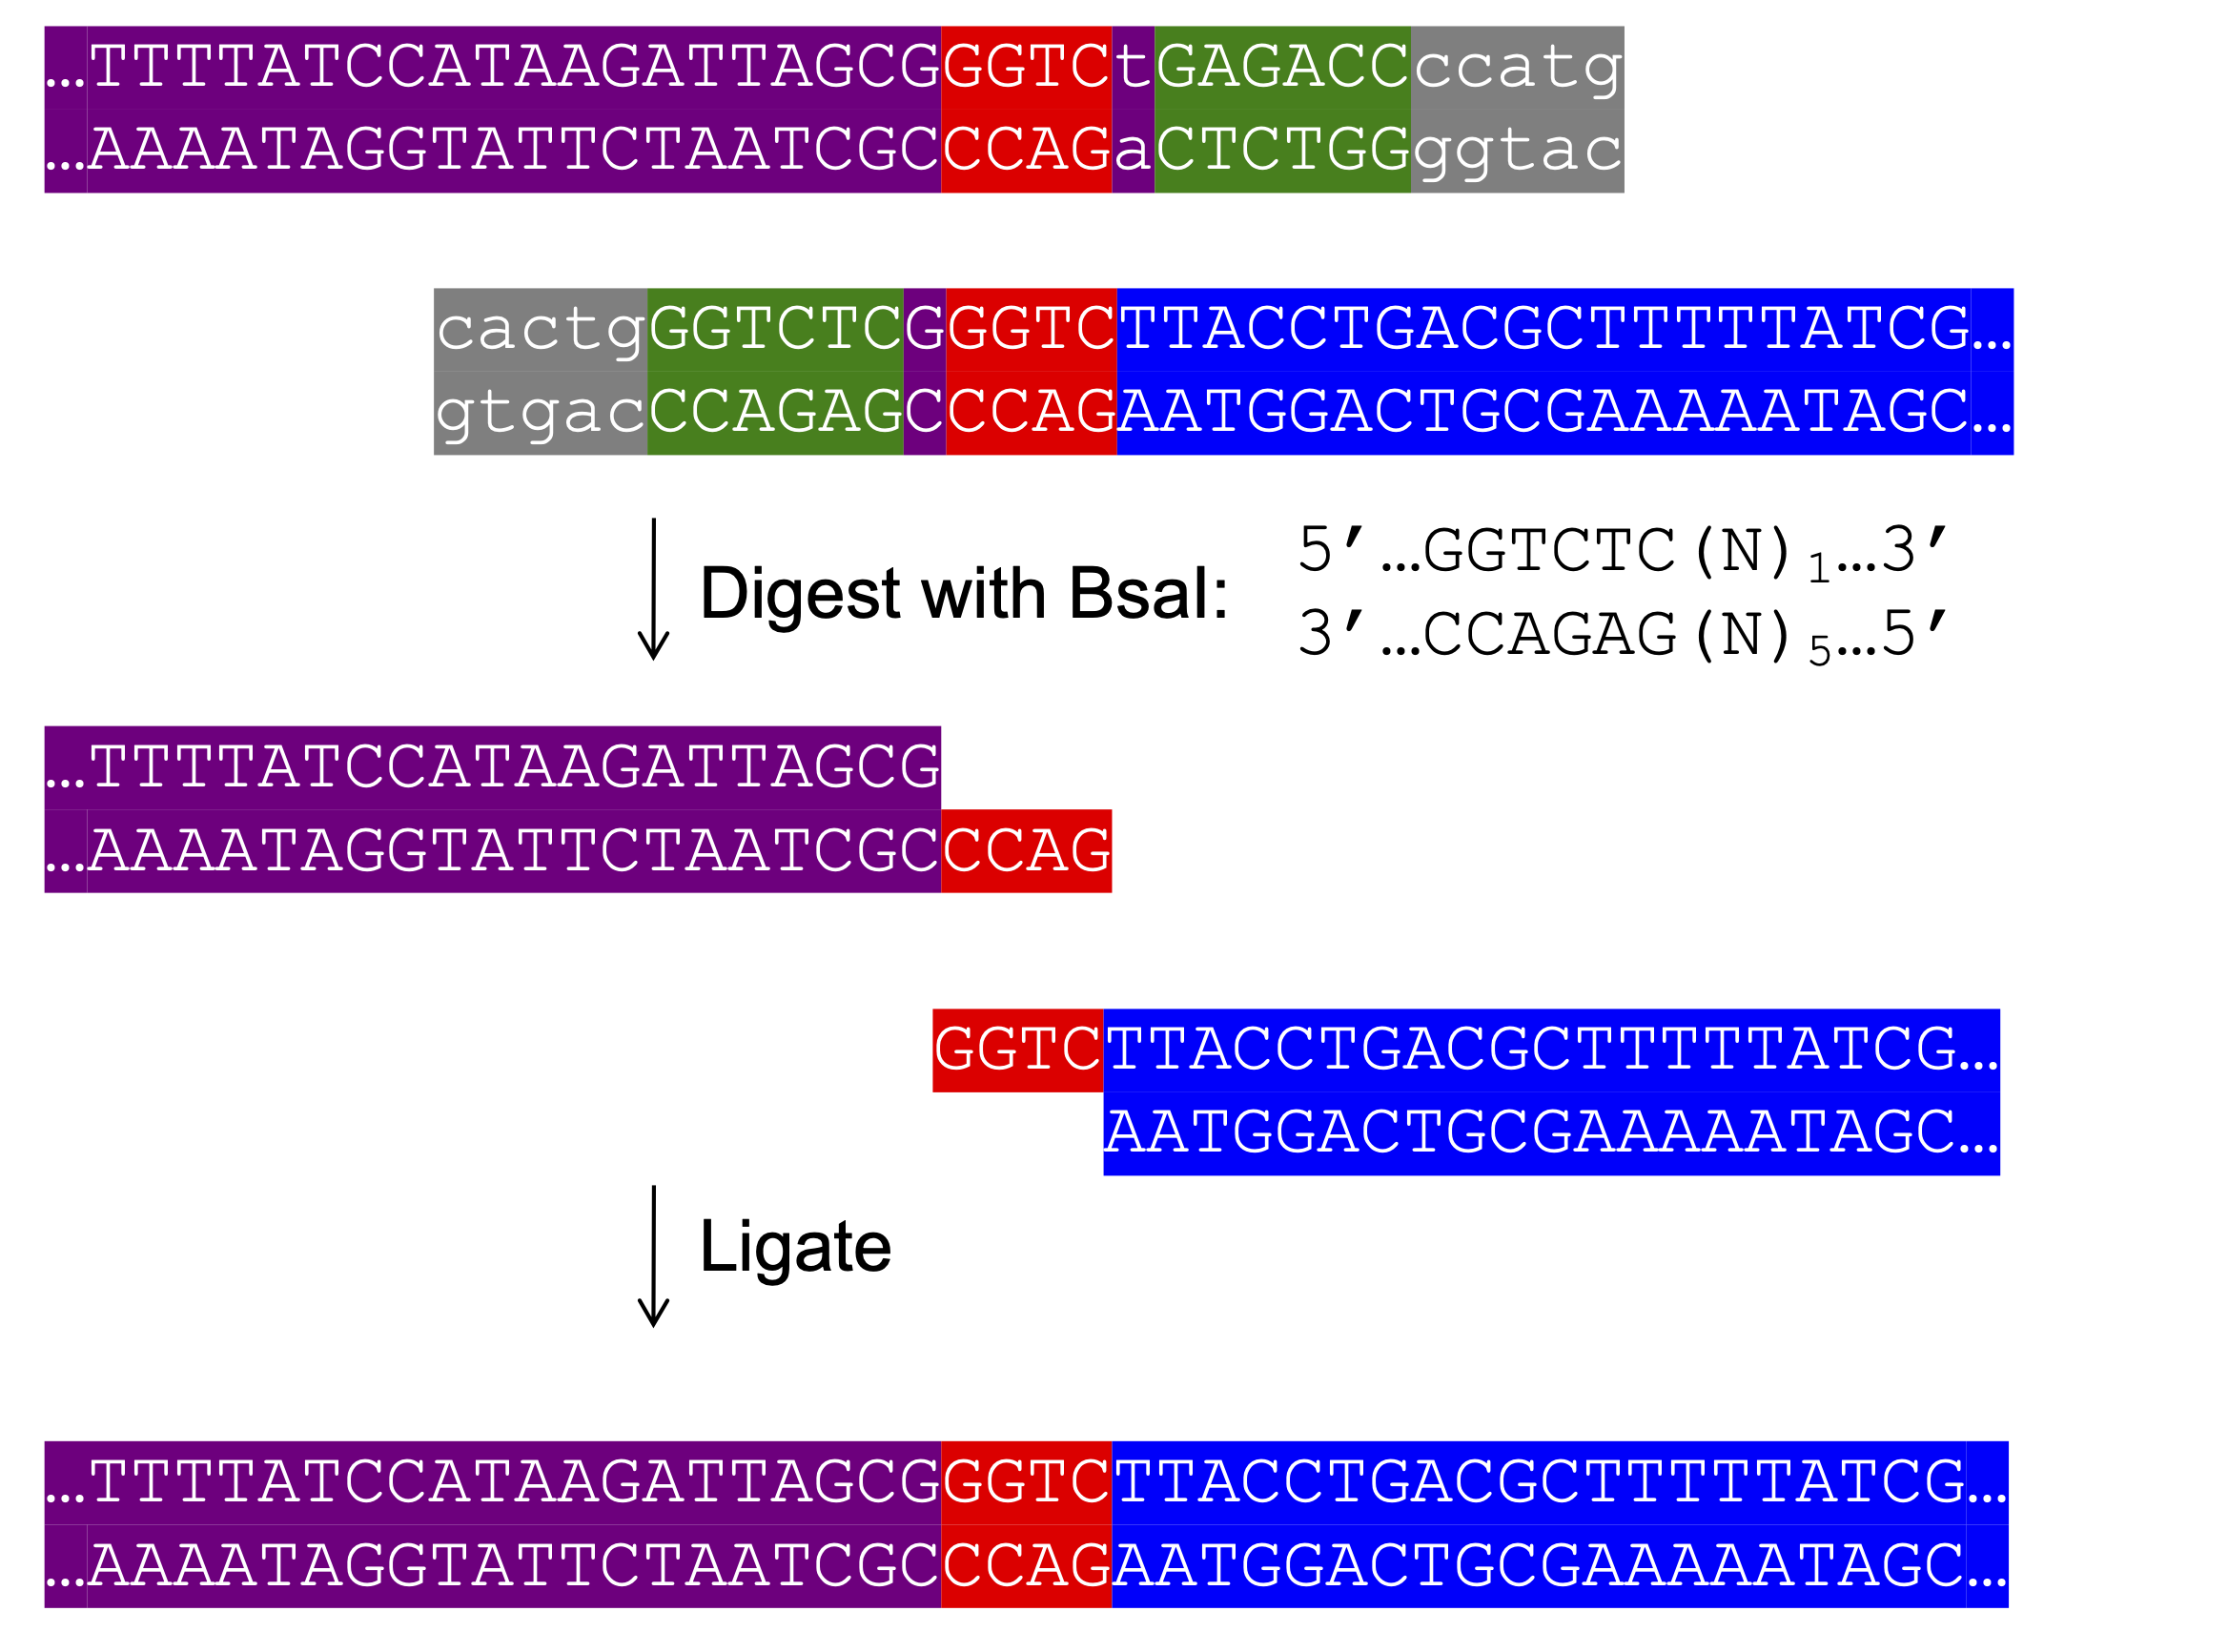 …TTTTATCCATAAGATTAGCGGGTCtGAGACCccatg
…AAAATAGGTATTCTAATCGCCCAGaCTCTGGggtac
cactgGGTCTCGGGTCTTACCTGACGCTTTTTATCG…
gtgacCCAGAGCCCAGAATGGACTGCGAAAAATAGC…
Digest with BsaI:
5’…GGTCTC(N)1…3’
3’…CCAGAG(N)5…5’
…TTTTATCCATAAGATTAGCG
…AAAATAGGTATTCTAATCGCCCAG
GGTCTTACCTGACGCTTTTTATCG…
AATGGACTGCGAAAAATAGC…
Ligate
…TTTTATCCATAAGATTAGCGGGTCTTACCTGACGCTTTTTATCG…
…AAAATAGGTATTCTAATCGCCCAGAATGGACTGCGAAAAATAGC…